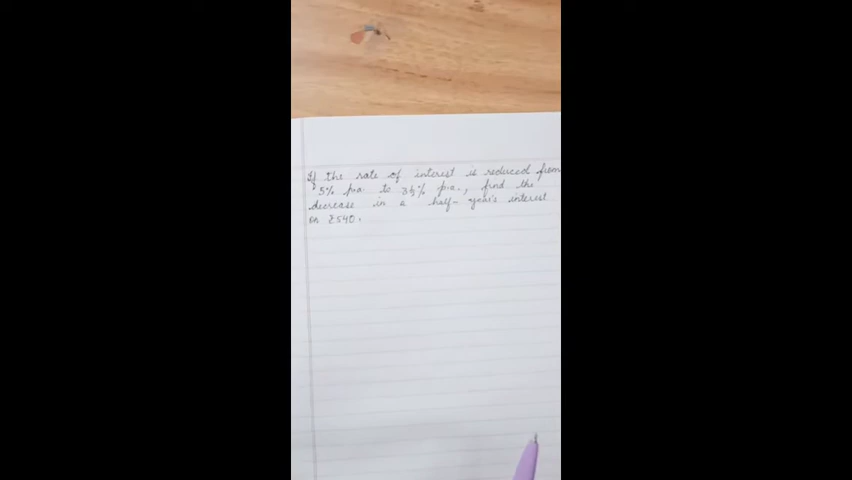 If the rate of interest is reduced from
5% p.a to 3½% p.a., find the
decrease in a half-year's interest
on ₹540.